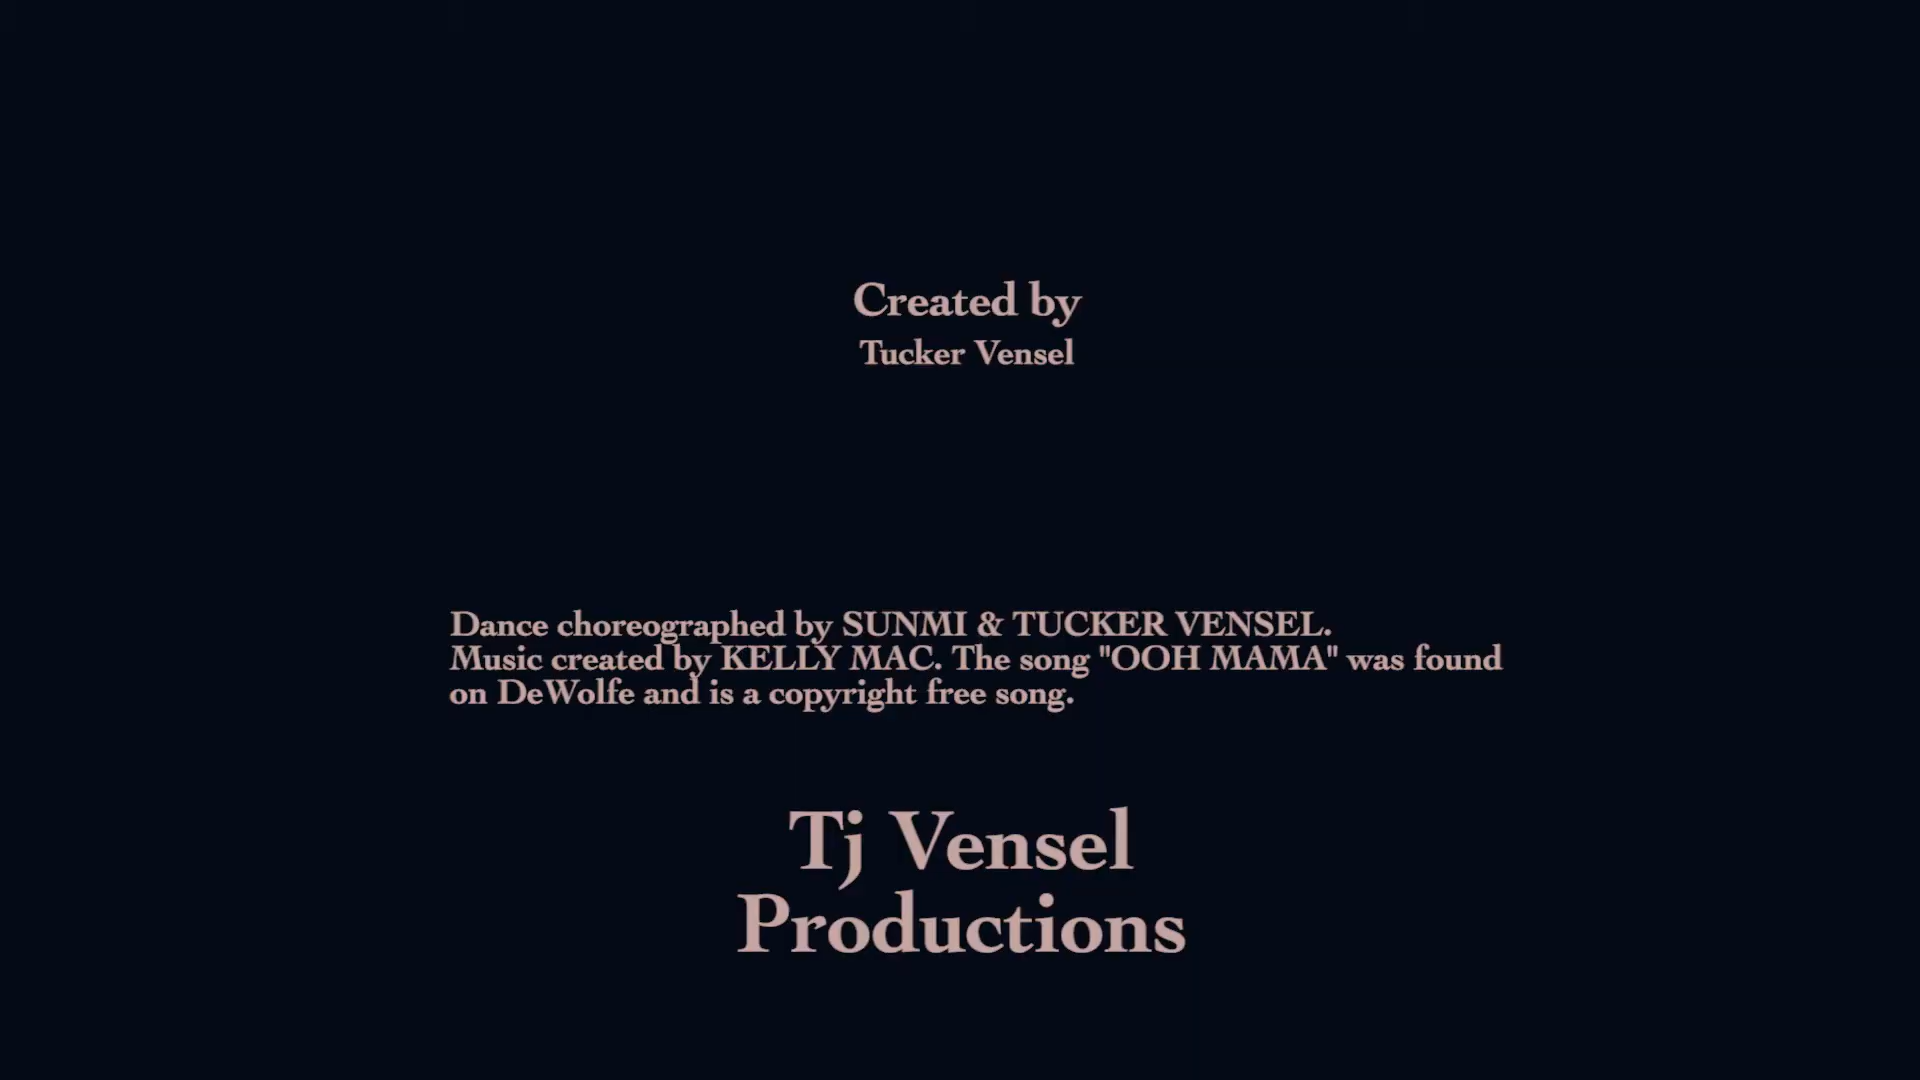 Created by
Tucker Vensel
Dance choreographed by SUNMI & TUCKER VENSEL.
Music created by KELLY MAC. The song "OOH MAMA" was found
on DeWolfe and is a copyright free song.
Tj Vensel
Productions